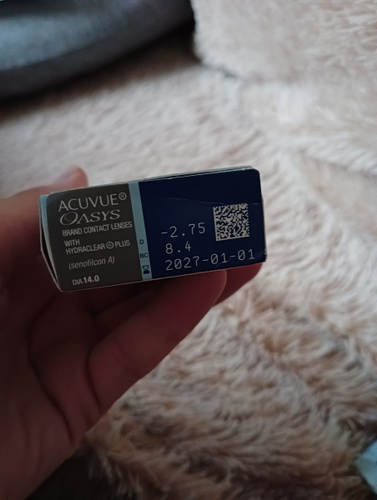 ACUVUE®
OASYS
BRAND CONTACT LENSES
WITH
HYDRACLEAR® PLUS
(senofilcon A)
DIA 14.0
D -2.75
BC 8.4
2027-01-01